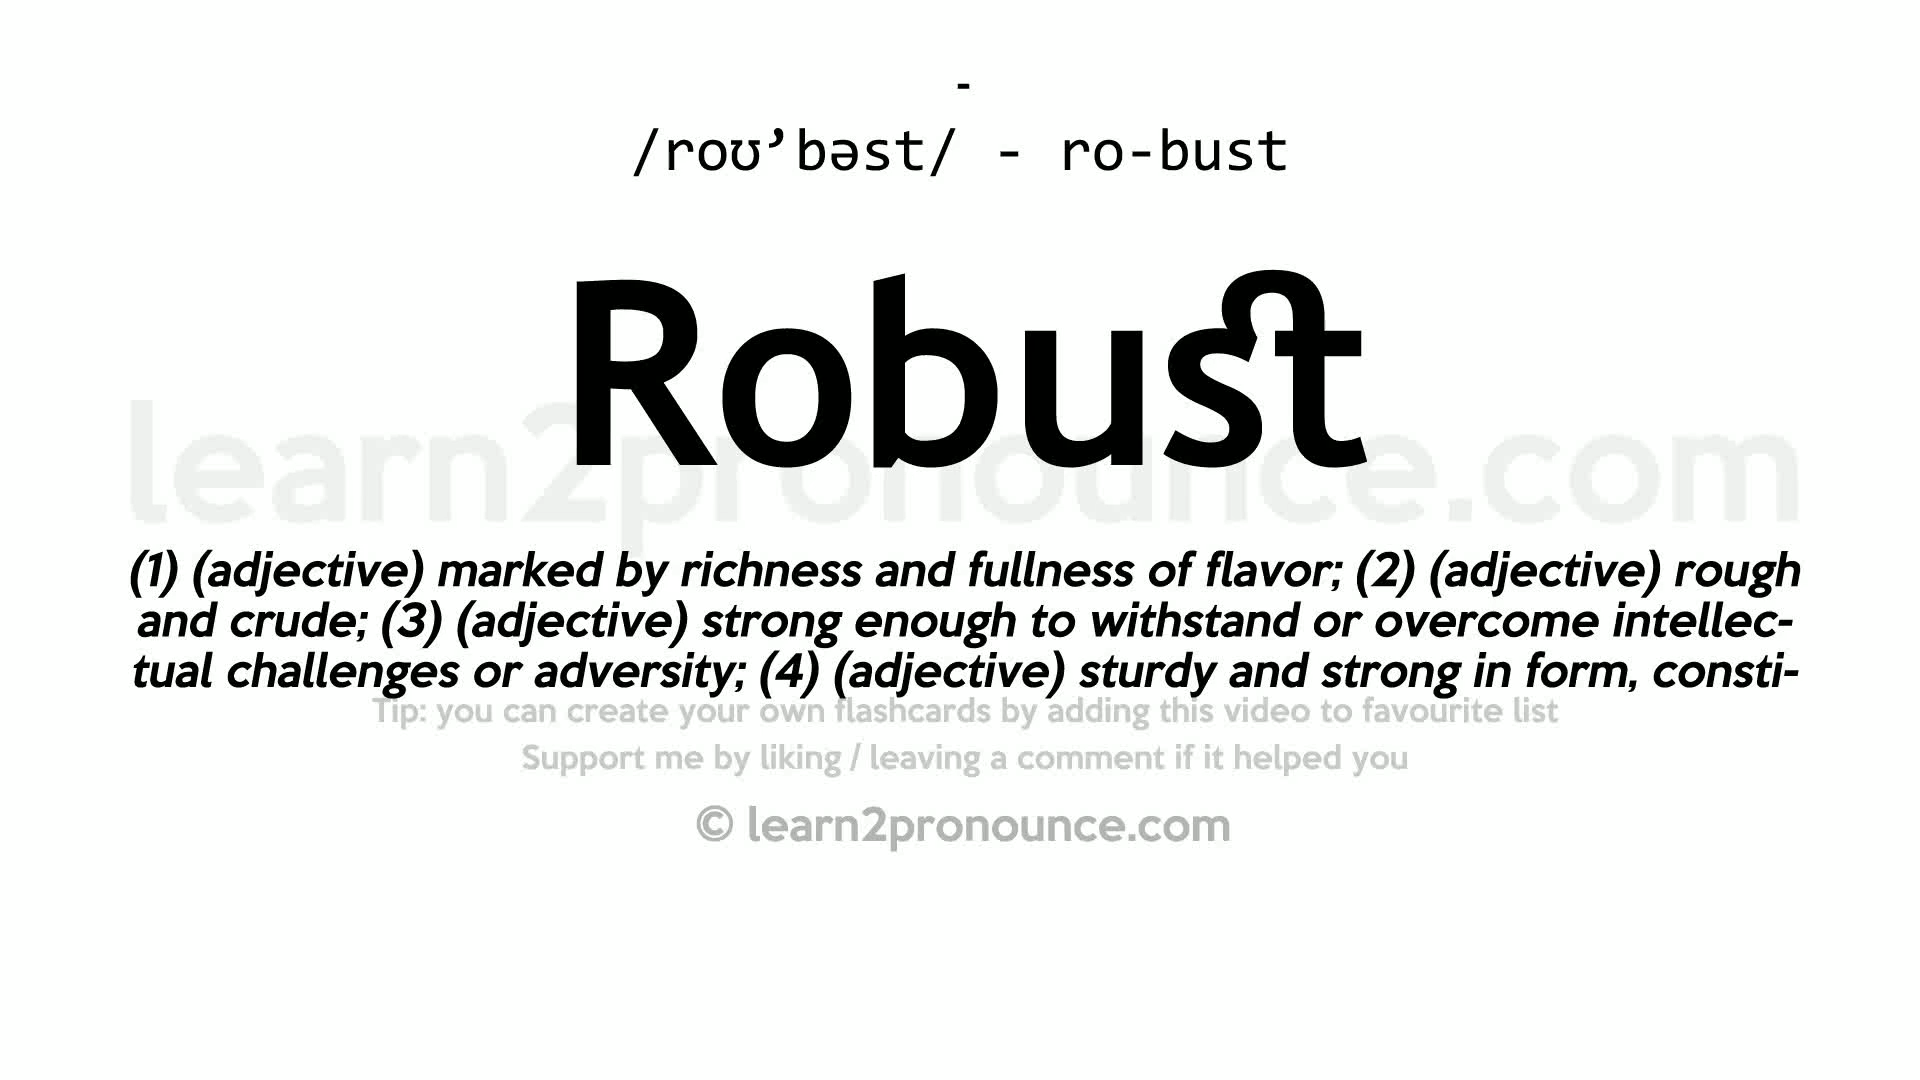 -
/roʊ’bəst/ - ro-bust
Robust
learn2pronounce.com
(1) (adjective) marked by richness and fullness of flavor; (2) (adjective) rough
and crude; (3) (adjective) strong enough to withstand or overcome intellec-
tual challenges or adversity; (4) (adjective) sturdy and strong in form, consti-
Tip: you can create your own flashcards by adding this video to favourite list
Support me by liking / leaving a comment if it helped you
© learn2pronounce.com